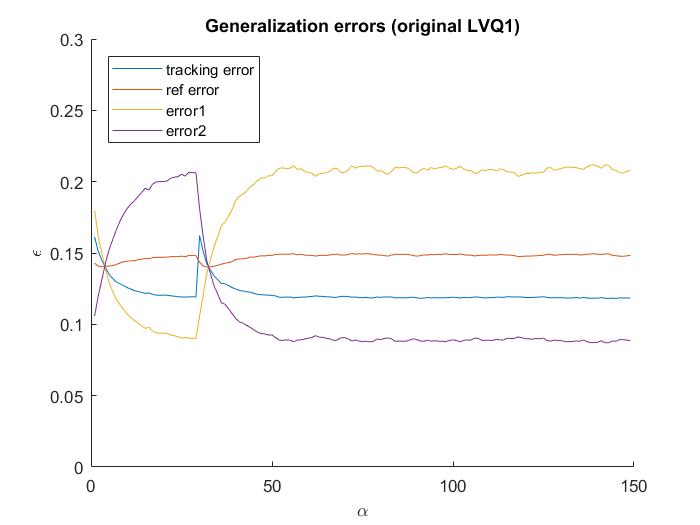 Generalization errors (original LVQ1)
0.3
0.25
0.2
0.15
0.1
0.05
0
ϵ
tracking error
ref error
error1
error2
0
50
100
150
α